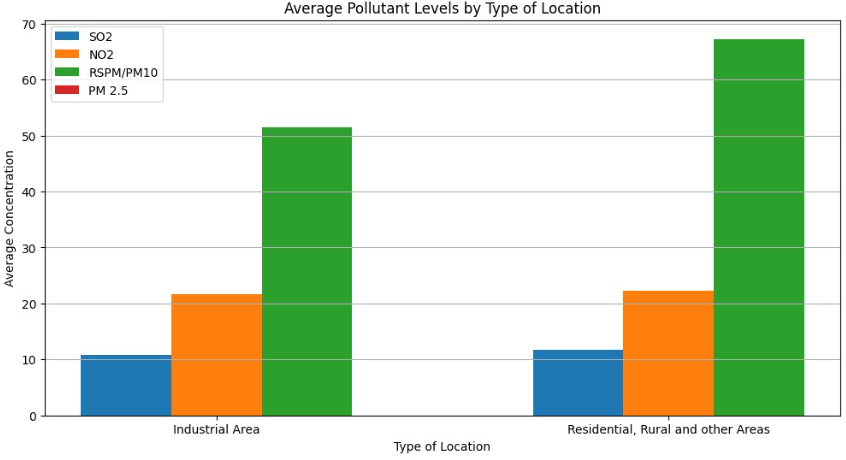 Average Pollutant Levels by Type of Location
SO2
NO2
RSPM/PM10
PM 2.5
Average Concentration
70
60
50
40
30
20
10
0
Industrial Area
Residential, Rural and other Areas
Type of Location